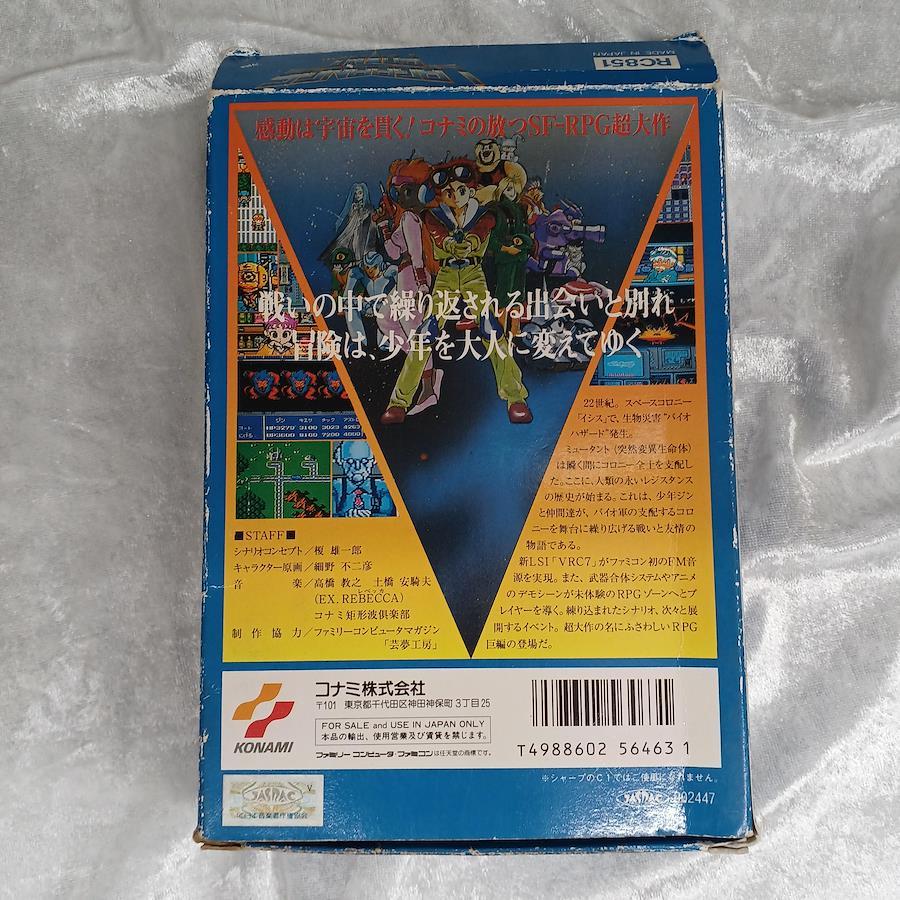 RC851
MADE IN JAPAN
感動は宇宙を貫く!コナミの放つSF-RPG超大作
戦いの中で繰り返される出会いと別れ
冒険は、少年を大人に変えてゆく
22世紀。スペースコロニー
「イシス」で、生物災害"バイオ
ハザード"発生。
ミュータント(突然変異生命体)
は瞬く間にコロニー全土を支配し
た。ここに、人類の永いレジスタンス
の歴史が始まる。これは、少年ジン
と仲間達が、バイオ軍の支配するコロ
ニーを舞台に繰り広げる戦いと友情の
物語である。
新LSI「VRC7」がファミコン初のFM音
源を実現。また、武器合体システムやアニメ
のデモシーンが未体験のRPGゾーンへとプ
レイヤーを導く。練り込まれたシナリオ、次々と展
開するイベント。超大作の名にふさわしいRPG
巨編の登場だ。
ジン
HP3270 3100 3023 4263
HP3600 8100 7200 4000
■STAFF■
シナリオコンセプト/榎 雄一郎
キャラクター原画/細野 不二彦
音 楽/高橋 教之 土橋 安騎夫
レベッカ
(EX. REBECCA)
コナミ矩形波倶楽部
制作協力/ファミリーコンピュータマガジン
「芸夢工房」
KONAMI
コナミ株式会社
〒101 東京都千代田区神田神保町3丁目25
FOR SALE and USE IN JAPAN ONLY
本品の輸出、使用営業及び賃貸を禁じます。
ファミリーコンピュータ・ファミコンは任天堂の商標です。
T4988602 56463 1
※シャープのC1ではご使用になれません。
JASRAC
JASRAC 002447